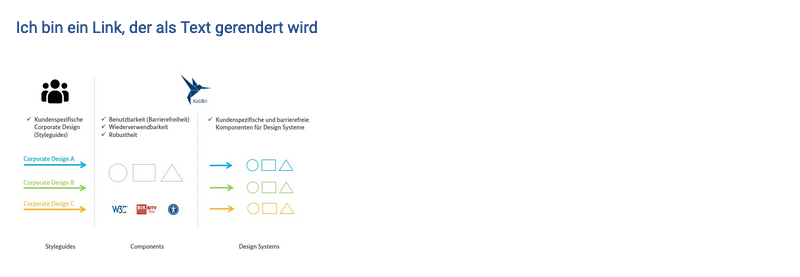 Ich bin ein Link, der als Text gerendert wird
KoliBri
✓ Kundenspezifische
Corporate Design
(Styleguides)
✓ Benutzbarkeit (Barrierefreiheit)
✓ Wiederverwendbarkeit
✓ Robustheit
✓ Kundenspezifische und barrierefreie
Komponenten für Design Systeme
Corporate Design A
Corporate Design B
Corporate Design C
W3C
BITV
Styleguides
Components
Design Systems